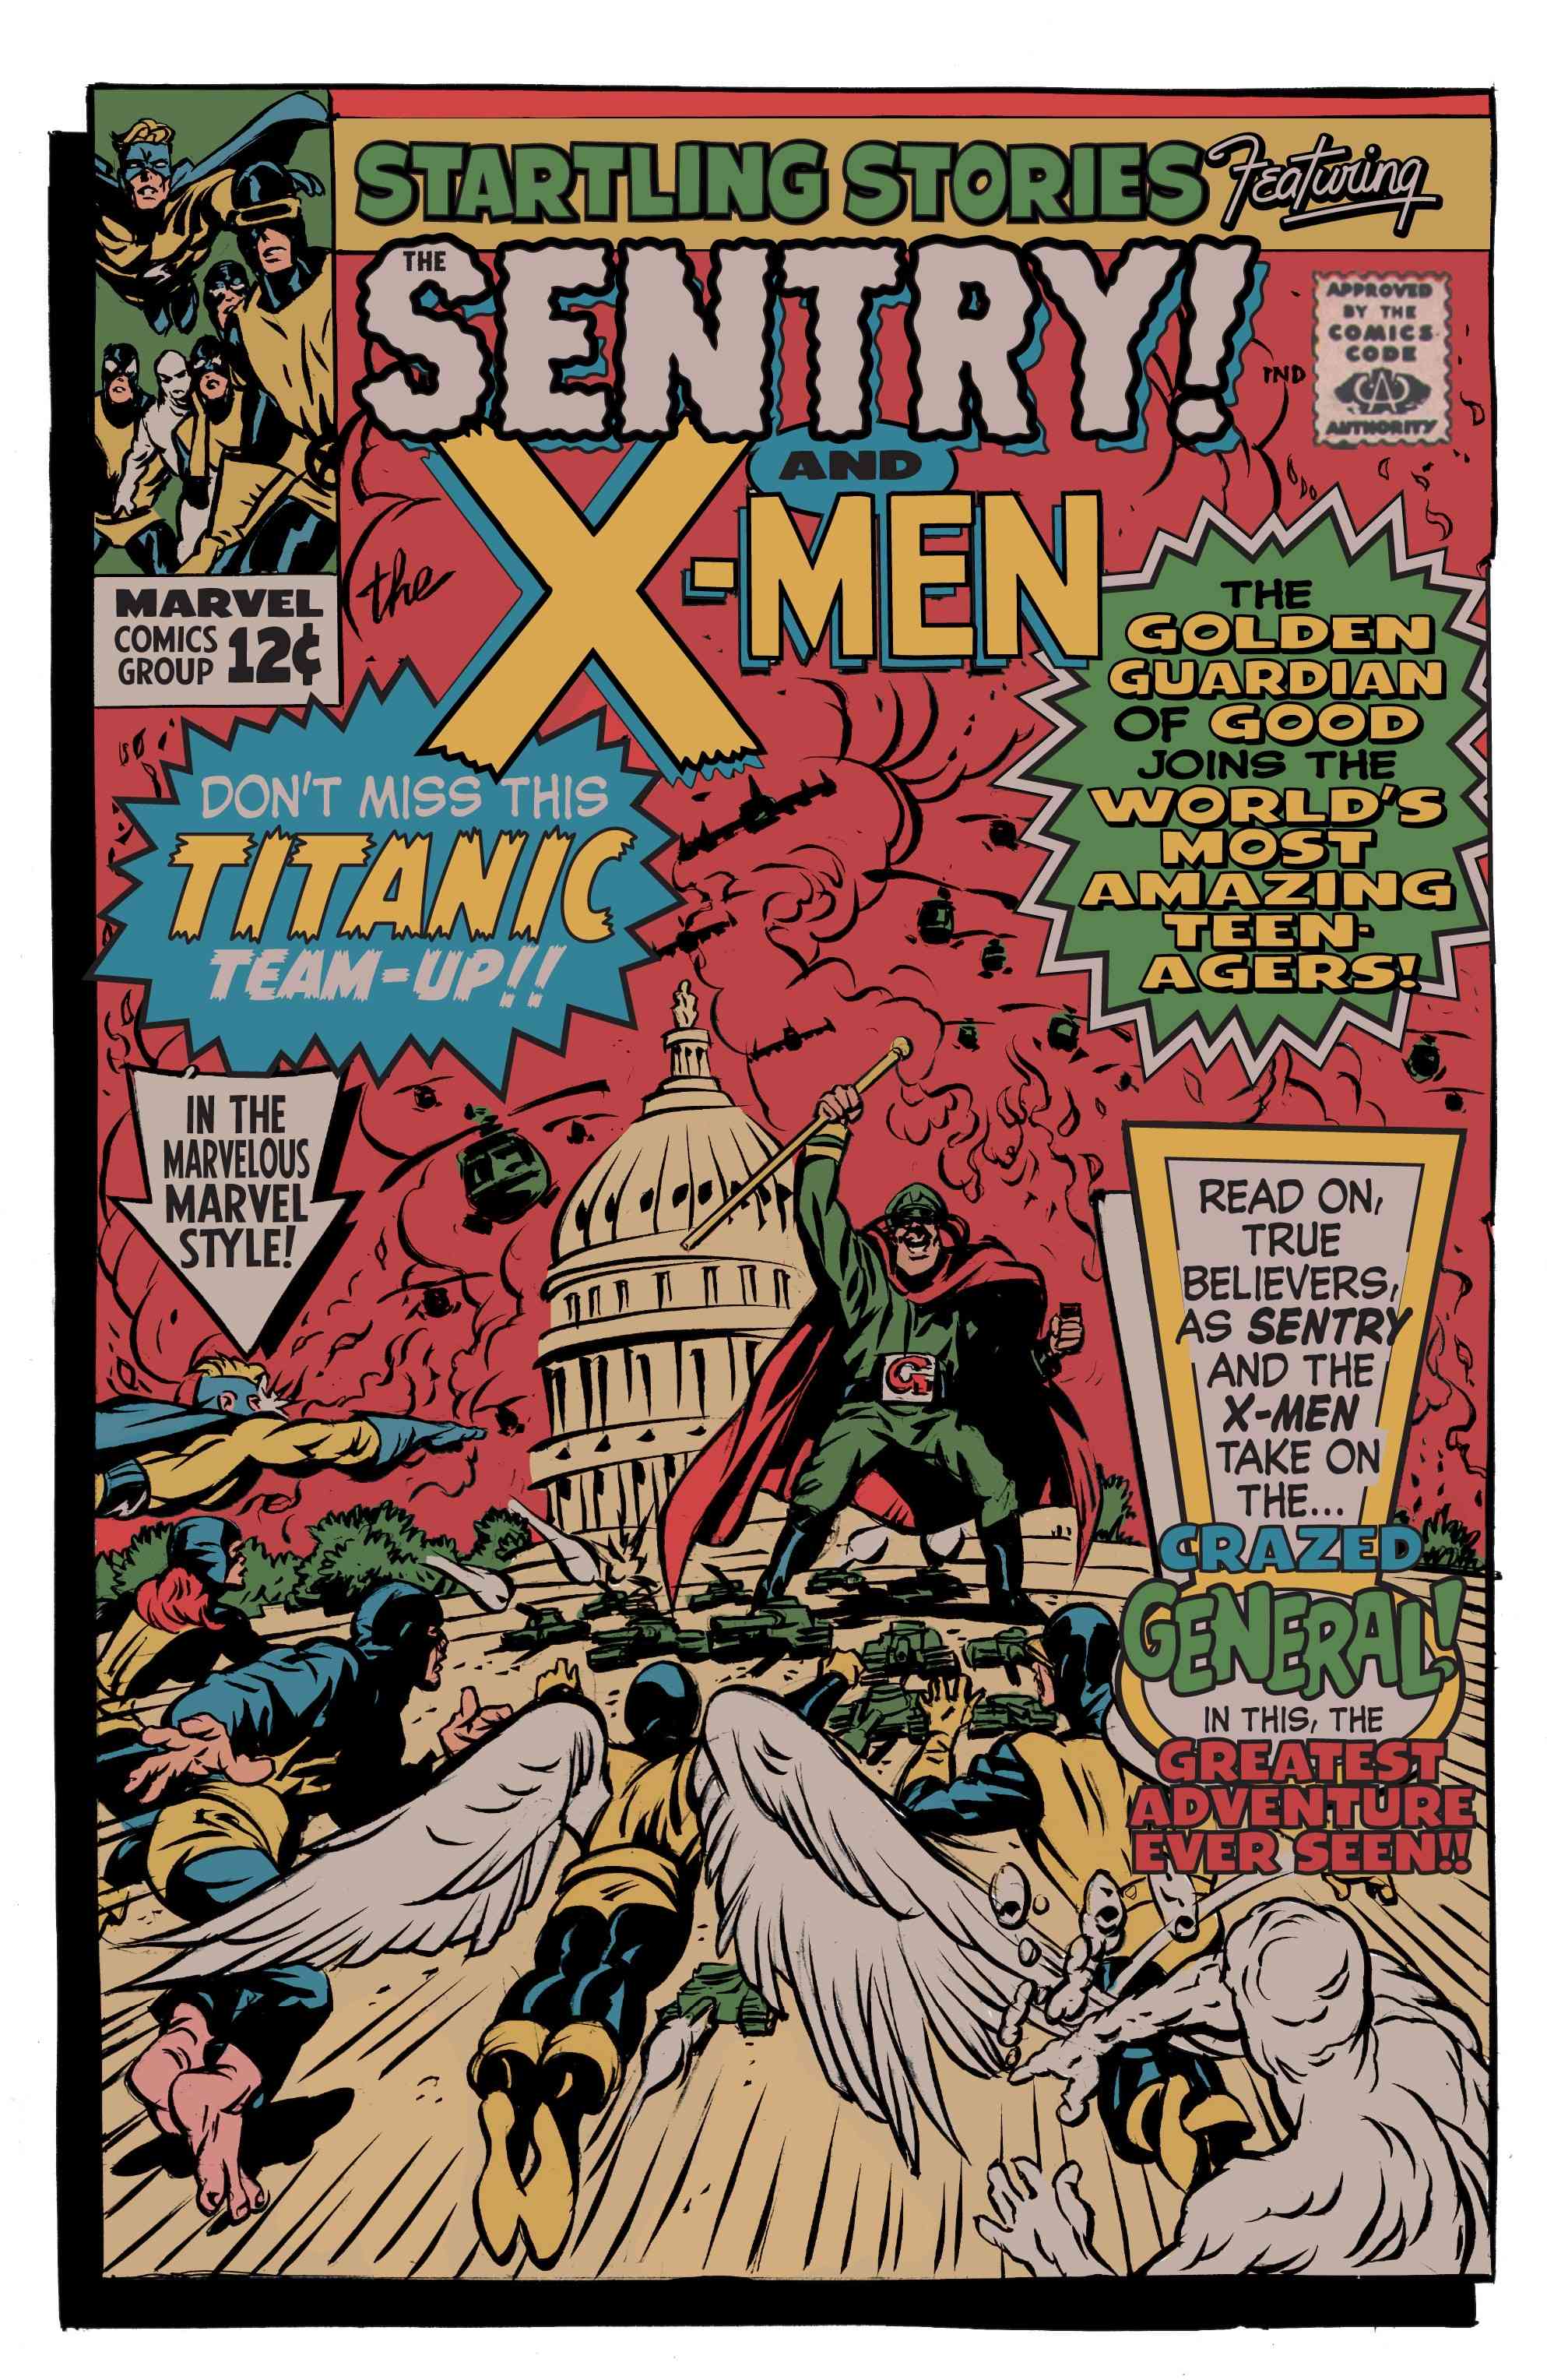 STARTLING STORIES Featuring
THE
SENTRY!
IND
APPROVED
BY THE
COMICS
CODE
CA
AUTHORITY
AND
the X-MEN
MARVEL
COMICS
GROUP 12¢
THE
GOLDEN
GUARDIAN
OF GOOD
JOINS THE
WORLD'S
MOST
AMAZING
TEEN-
AGERS!
DON'T MISS THIS
TITANIC
TEAM-UP!!
IN THE
MARVELOUS
MARVEL
STYLE!
G
READ ON,
TRUE
BELIEVERS,
AS SENTRY
AND THE
X-MEN
TAKE ON
THE...
CRAZED
GENERAL!
IN THIS, THE
GREATEST
ADVENTURE
EVER SEEN!!